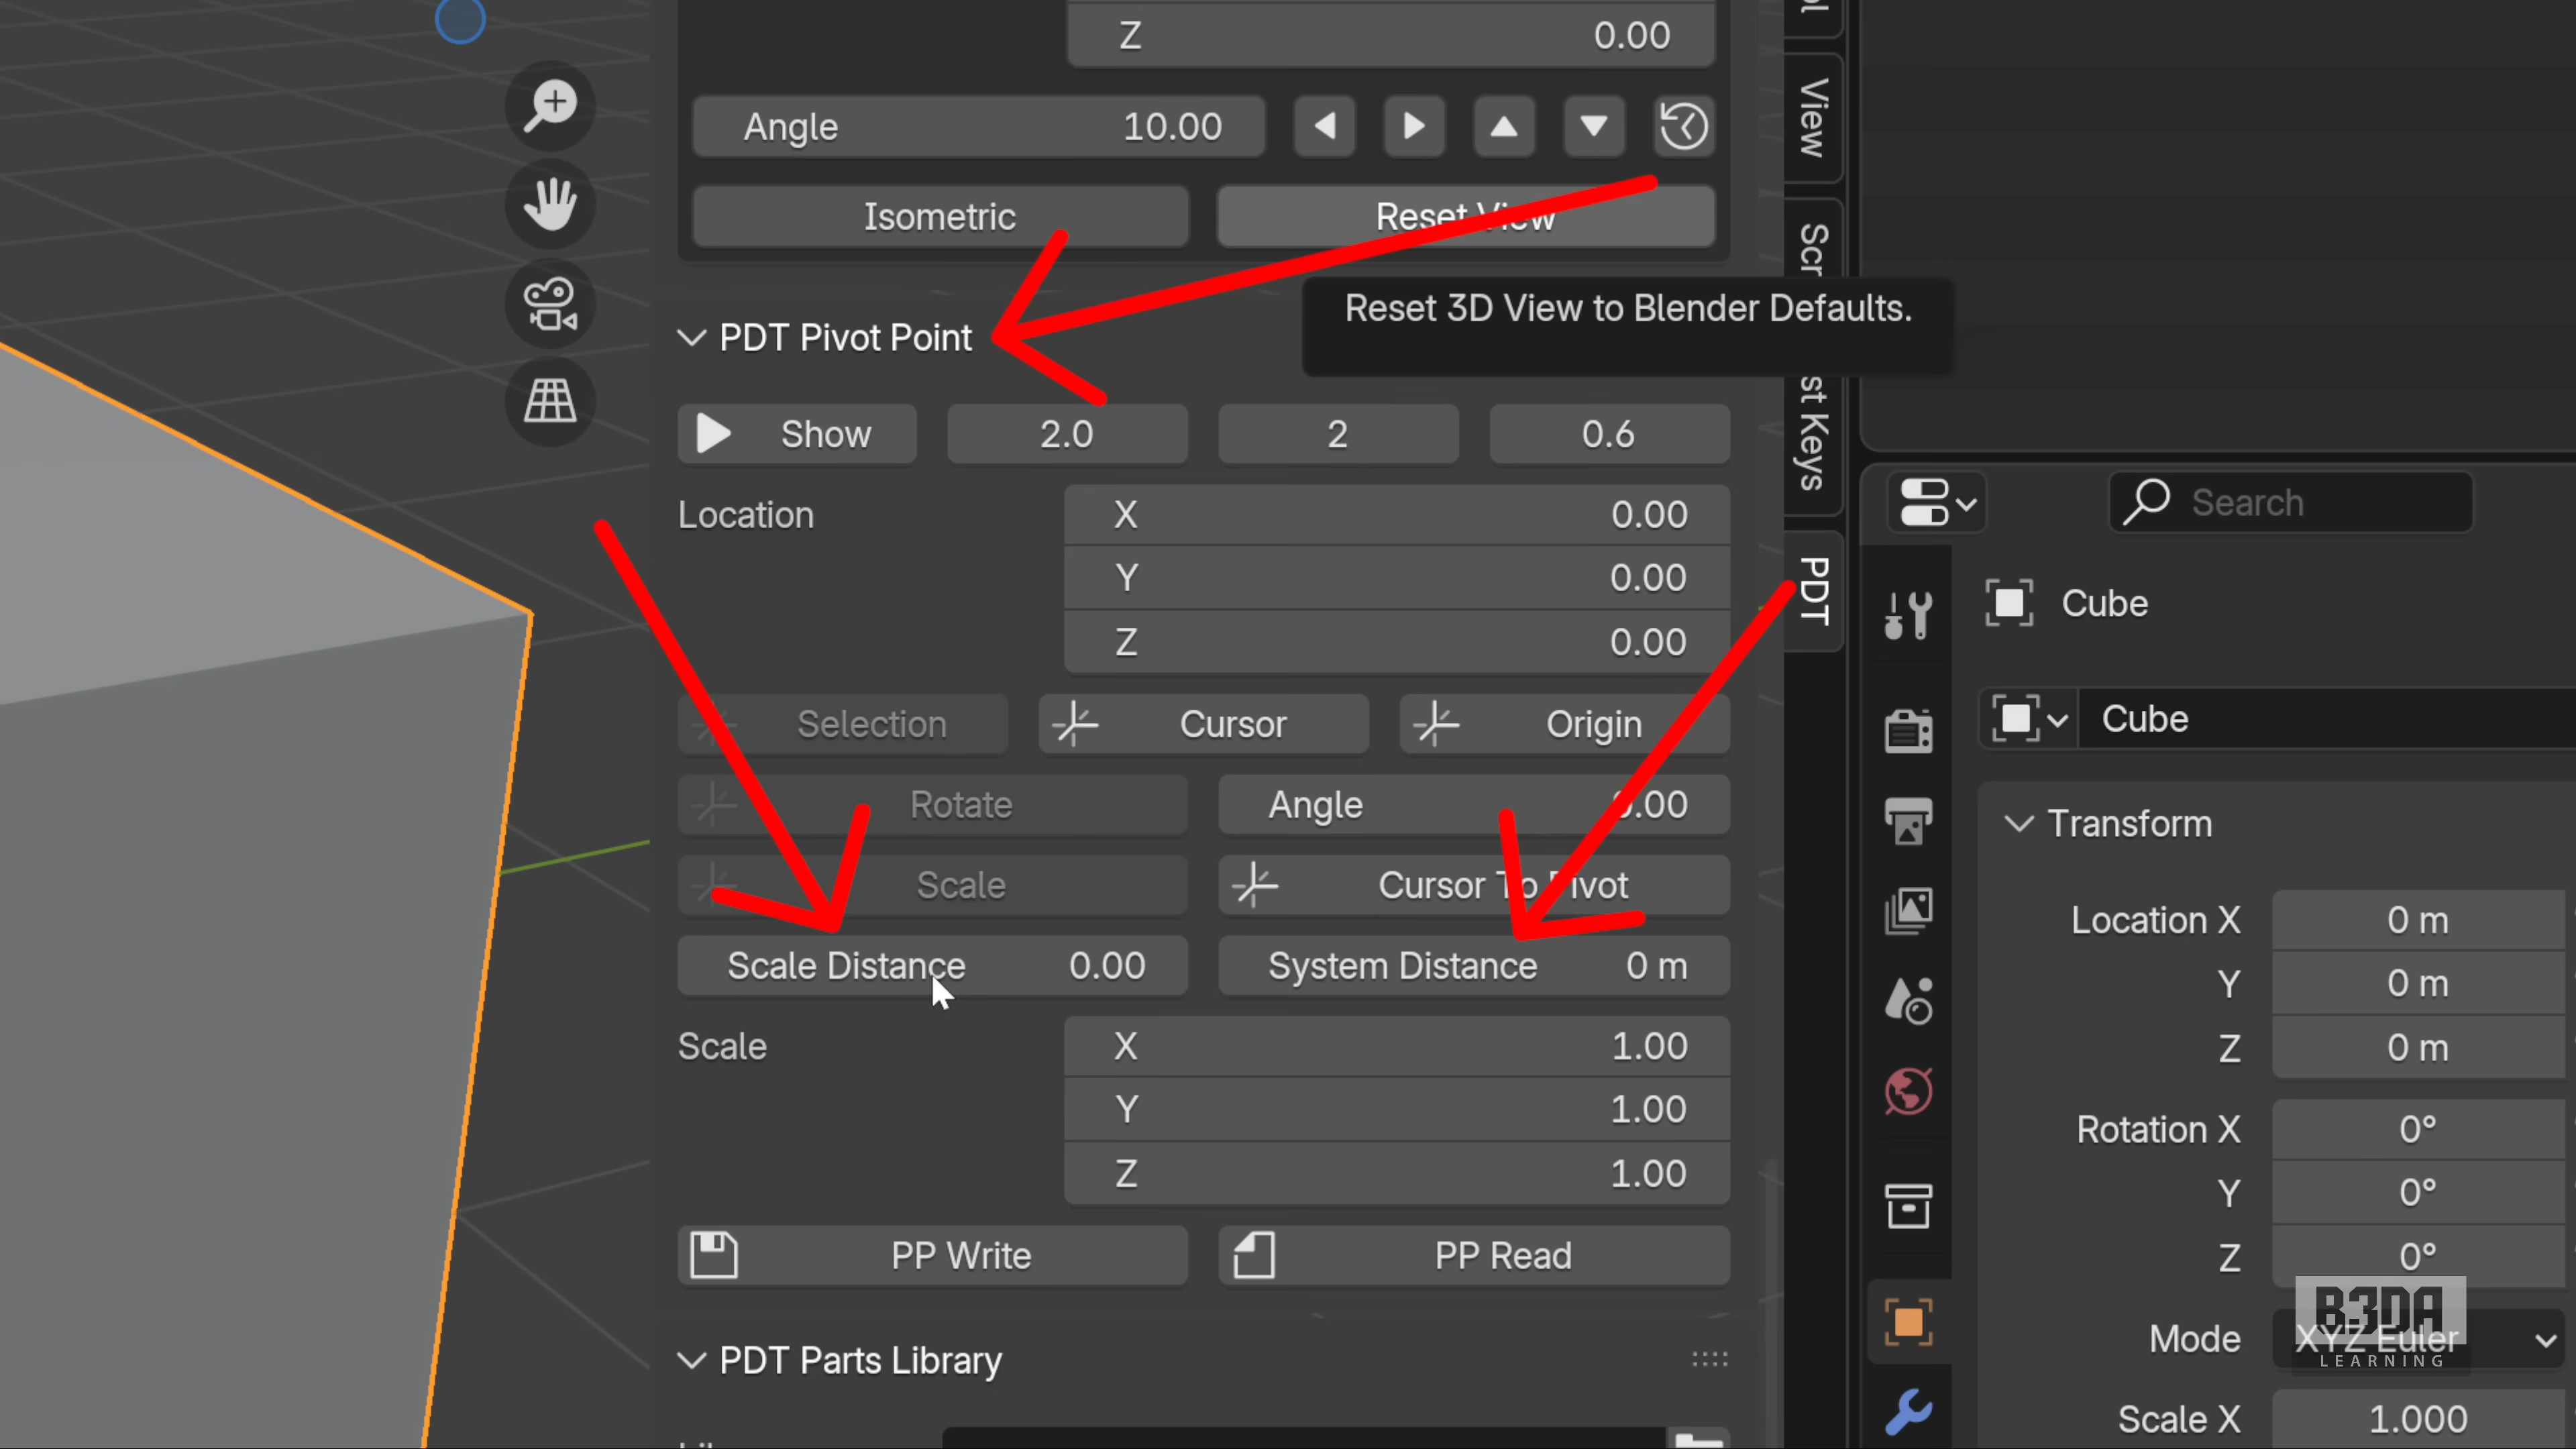 Z 0.00
Angle 10.00
Isometric Reset View
Reset 3D View to Blender Defaults.
PDT Pivot Point
Show 2.0 2 0.6
Location X 0.00
Y 0.00
Z 0.00
Selection Cursor Origin
Rotate Angle 0.00
Scale Cursor To Pivot
Scale Distance 0.00 System Distance 0 m
Scale X 1.00
Y 1.00
Z 1.00
PP Write PP Read
PDT Parts Library
View
Scr
st Keys
PDT
Search
Cube
Cube
Transform
Location X 0 m
Y 0 m
Z 0 m
Rotation X 0°
Y 0°
Z 0°
Mode XYZ Euler
Scale X 1.000
B3DA
LEARNING